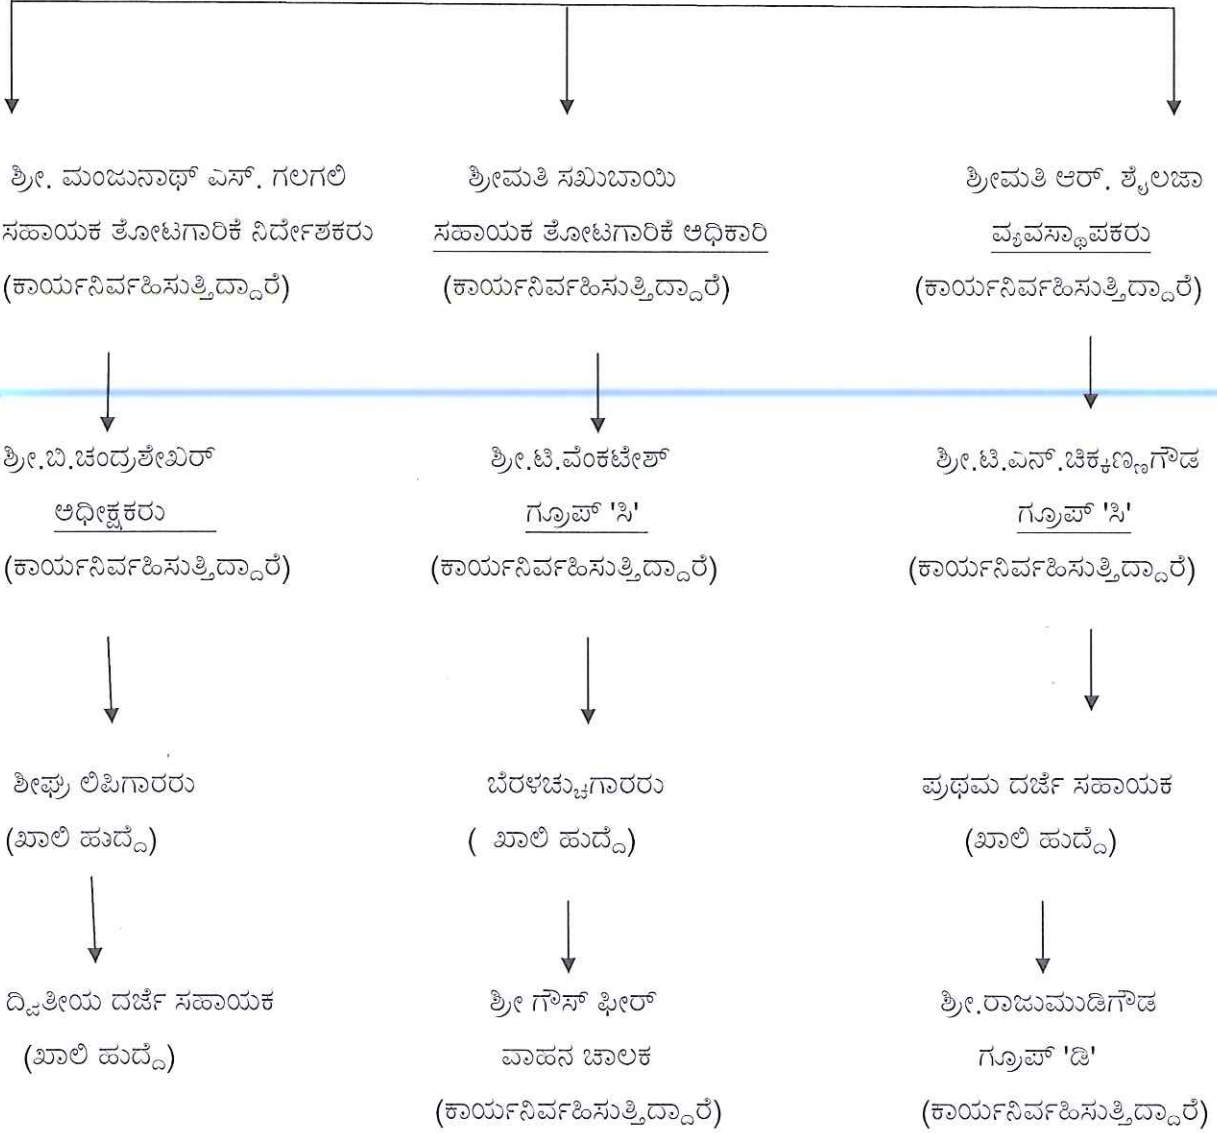 ಶ್ರೀ. ಮಂಜುನಾಥ್ ಎಸ್. ಗಲಗಲಿ
ಸಹಾಯಕ ತೋಟಗಾರಿಕೆ ನಿರ್ದೇಶಕರು
(ಕಾರ್ಯನಿರ್ವಹಿಸುತ್ತಿದ್ದಾರೆ)
ಶ್ರೀಮತಿ ಸಖುಬಾಯಿ
ಸಹಾಯಕ ತೋಟಗಾರಿಕೆ ಅಧಿಕಾರಿ
(ಕಾರ್ಯನಿರ್ವಹಿಸುತ್ತಿದ್ದಾರೆ)
ಶ್ರೀಮತಿ ಆರ್. ಶೈಲಜಾ
ವ್ಯವಸ್ಥಾಪಕರು
(ಕಾರ್ಯನಿರ್ವಹಿಸುತ್ತಿದ್ದಾರೆ)
ಶ್ರೀ.ಬಿ.ಚಂದ್ರಶೇಖರ್
ಅಧೀಕ್ಷಕರು
(ಕಾರ್ಯನಿರ್ವಹಿಸುತ್ತಿದ್ದಾರೆ)
ಶ್ರೀ.ಟಿ.ವೆಂಕಟೇಶ್
ಗ್ರೂಪ್ 'ಸಿ'
(ಕಾರ್ಯನಿರ್ವಹಿಸುತ್ತಿದ್ದಾರೆ)
ಶ್ರೀ.ಟಿ.ಎನ್.ಚಿಕ್ಕಣ್ಣಗೌಡ
ಗ್ರೂಪ್ 'ಸಿ'
(ಕಾರ್ಯನಿರ್ವಹಿಸುತ್ತಿದ್ದಾರೆ)
ಶೀಘ್ರ ಲಿಪಿಗಾರರು
(ಖಾಲಿ ಹುದ್ದೆ)
ಬೆರಳಚ್ಚುಗಾರರು
( ಖಾಲಿ ಹುದ್ದೆ)
ಪ್ರಥಮ ದರ್ಜೆ ಸಹಾಯಕ
(ಖಾಲಿ ಹುದ್ದೆ)
ದ್ವಿತೀಯ ದರ್ಜೆ ಸಹಾಯಕ
(ಖಾಲಿ ಹುದ್ದೆ)
ಶ್ರೀ ಗೌಸ್ ಫೀರ್
ವಾಹನ ಚಾಲಕ
(ಕಾರ್ಯನಿರ್ವಹಿಸುತ್ತಿದ್ದಾರೆ)
ಶ್ರೀ.ರಾಜುಮುಡಿಗೌಡ
ಗ್ರೂಪ್ 'ಡಿ'
(ಕಾರ್ಯನಿರ್ವಹಿಸುತ್ತಿದ್ದಾರೆ)